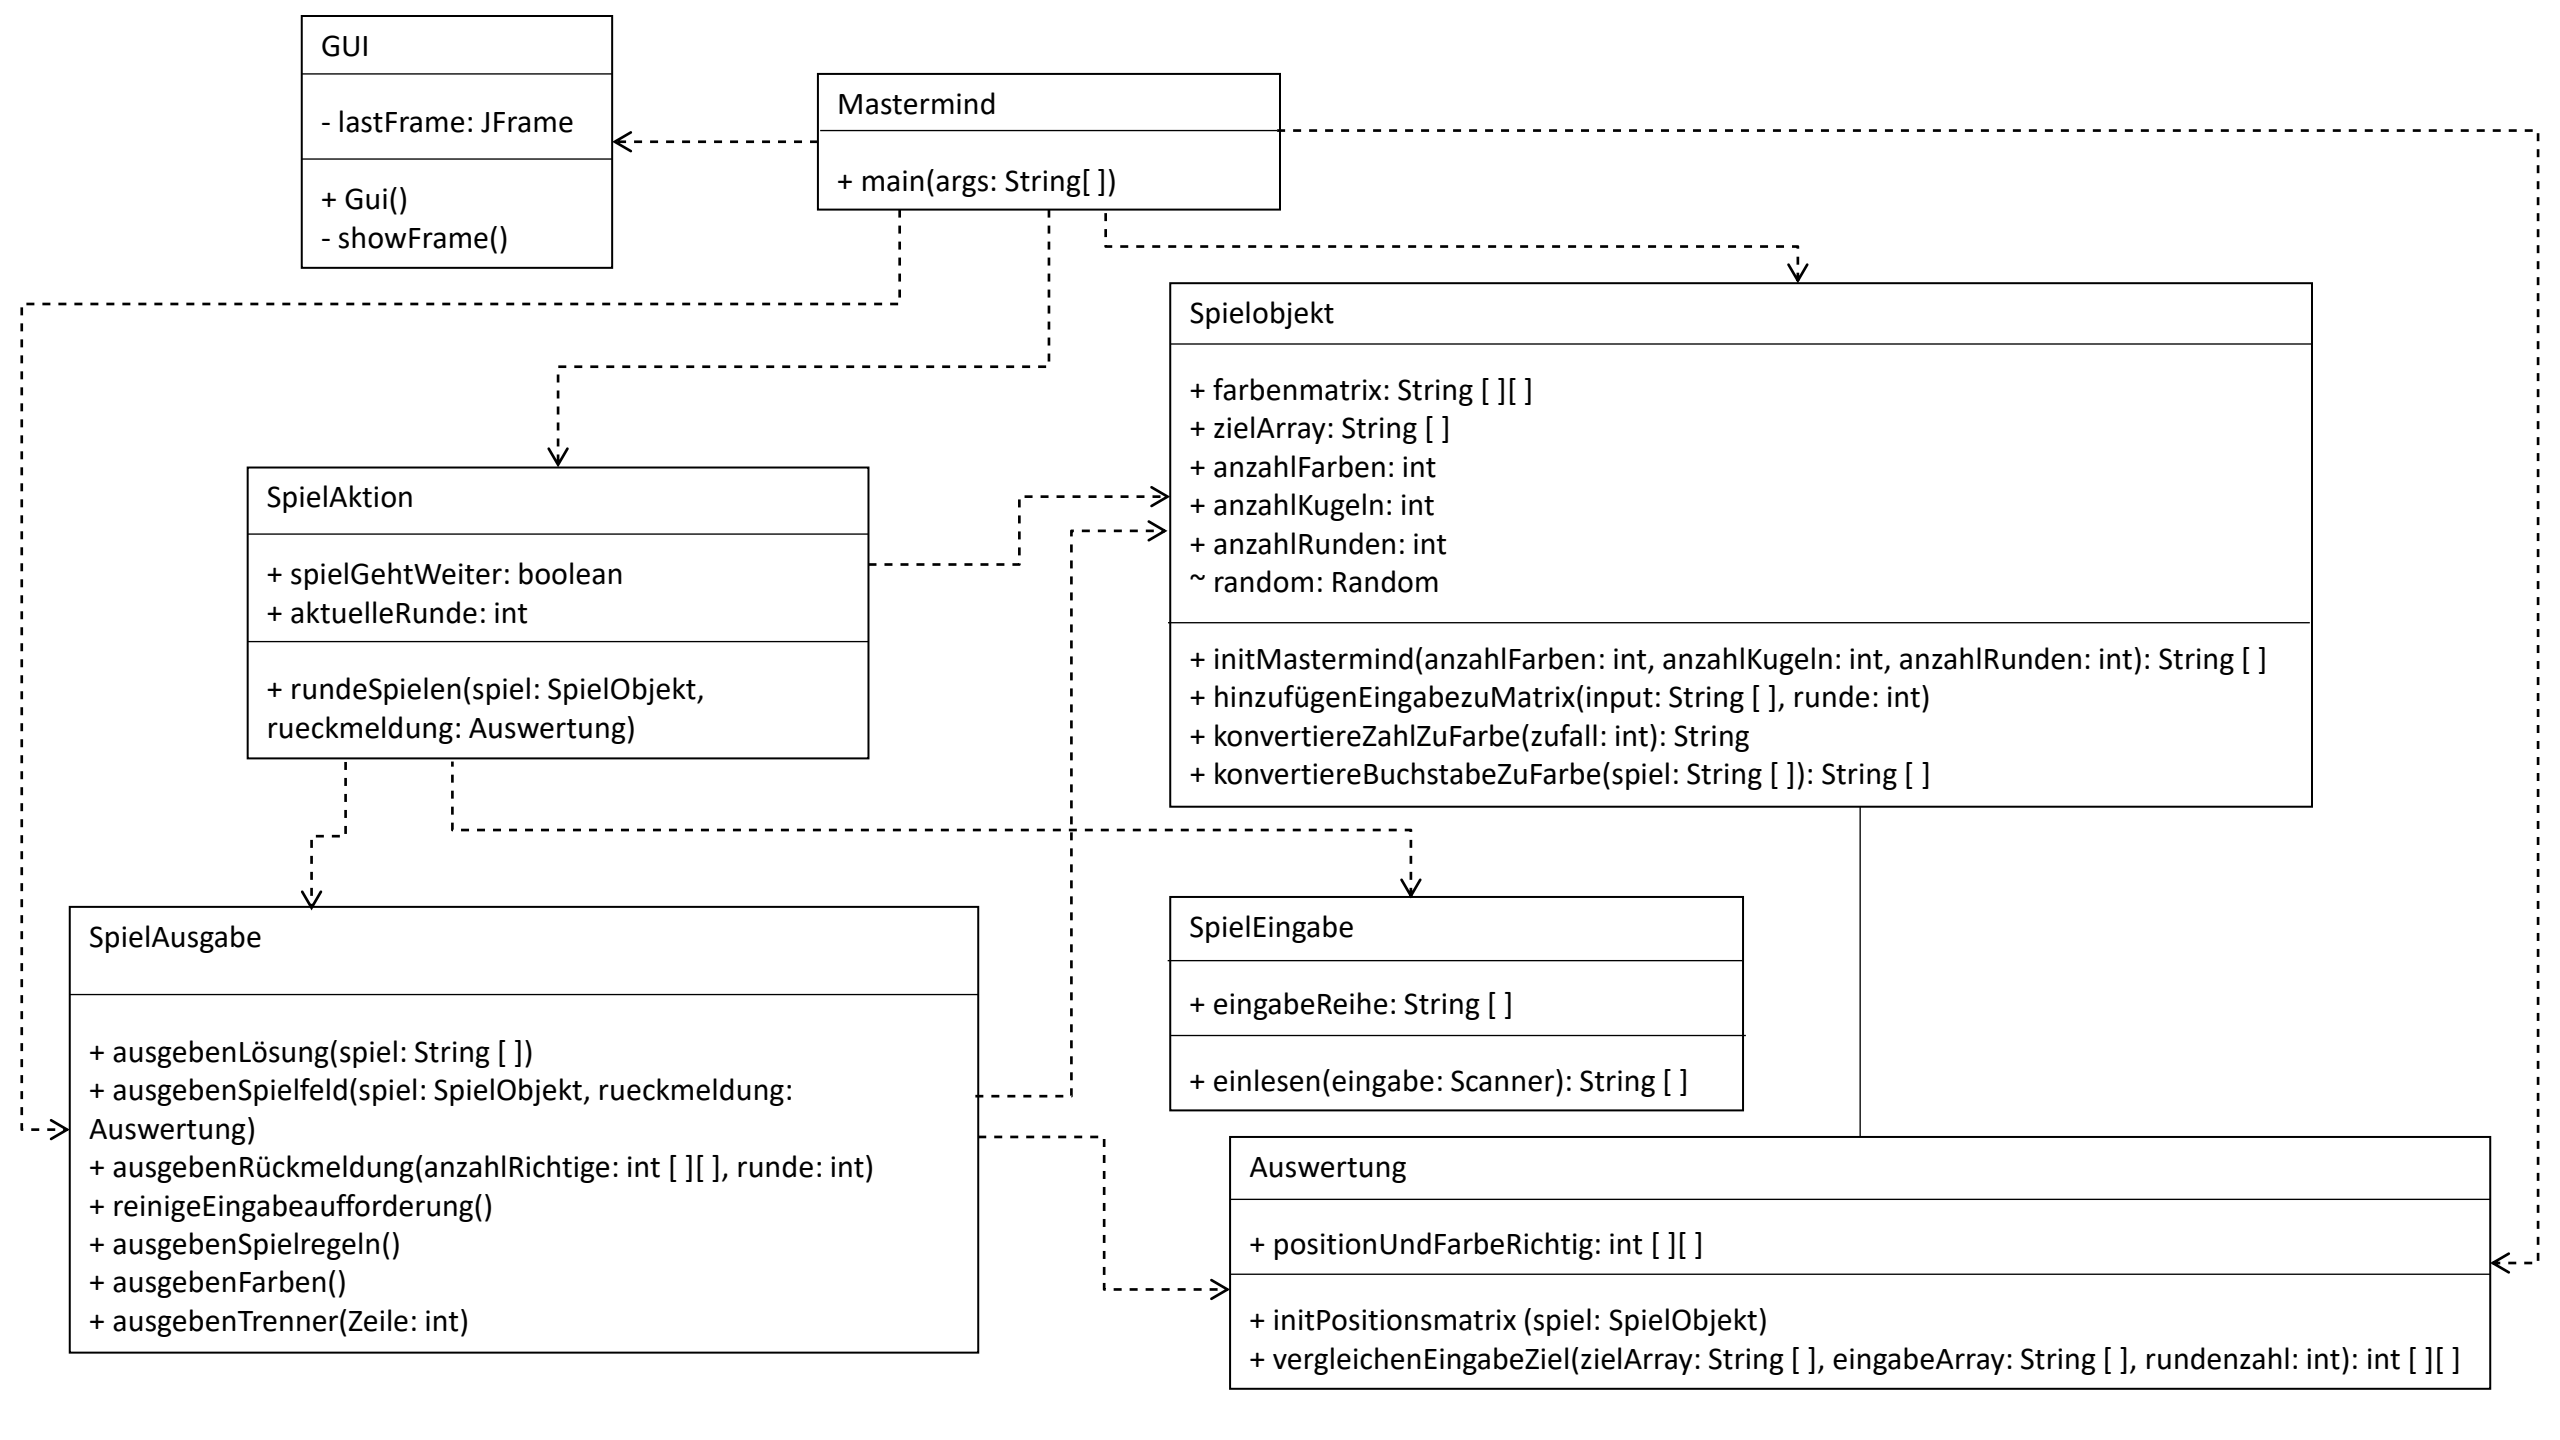 GUI
- lastFrame: JFrame
+ Gui()
- showFrame()
Mastermind
+ main(args: String[ ])
Spielobjekt
+ farbenmatrix: String [ ][ ]
+ zielArray: String [ ]
+ anzahlFarben: int
+ anzahlKugeln: int
+ anzahlRunden: int
~ random: Random
+ initMastermind(anzahlFarben: int, anzahlKugeln: int, anzahlRunden: int): String [ ]
+ hinzufügenEingabezuMatrix(input: String [ ], runde: int)
+ konvertiereZahlZuFarbe(zufall: int): String
+ konvertiereBuchstabeZuFarbe(spiel: String [ ]): String [ ]
SpielAktion
+ spielGehtWeiter: boolean
+ aktuelleRunde: int
+ rundeSpielen(spiel: SpielObjekt,
rueckmeldung: Auswertung)
SpielAusgabe
+ ausgebenLösung(spiel: String [ ])
+ ausgebenSpielfeld(spiel: SpielObjekt, rueckmeldung:
Auswertung)
+ ausgebenRückmeldung(anzahlRichtige: int [ ][ ], runde: int)
+ reinigeEingabeaufforderung()
+ ausgebenSpielregeln()
+ ausgebenFarben()
+ ausgebenTrenner(Zeile: int)
SpielEingabe
+ eingabeReihe: String [ ]
+ einlesen(eingabe: Scanner): String [ ]
Auswertung
+ positionUndFarbeRichtig: int [ ][ ]
+ initPositionsmatrix (spiel: SpielObjekt)
+ vergleichenEingabeZiel(zielArray: String [ ], eingabeArray: String [ ], rundenzahl: int): int [ ][ ]